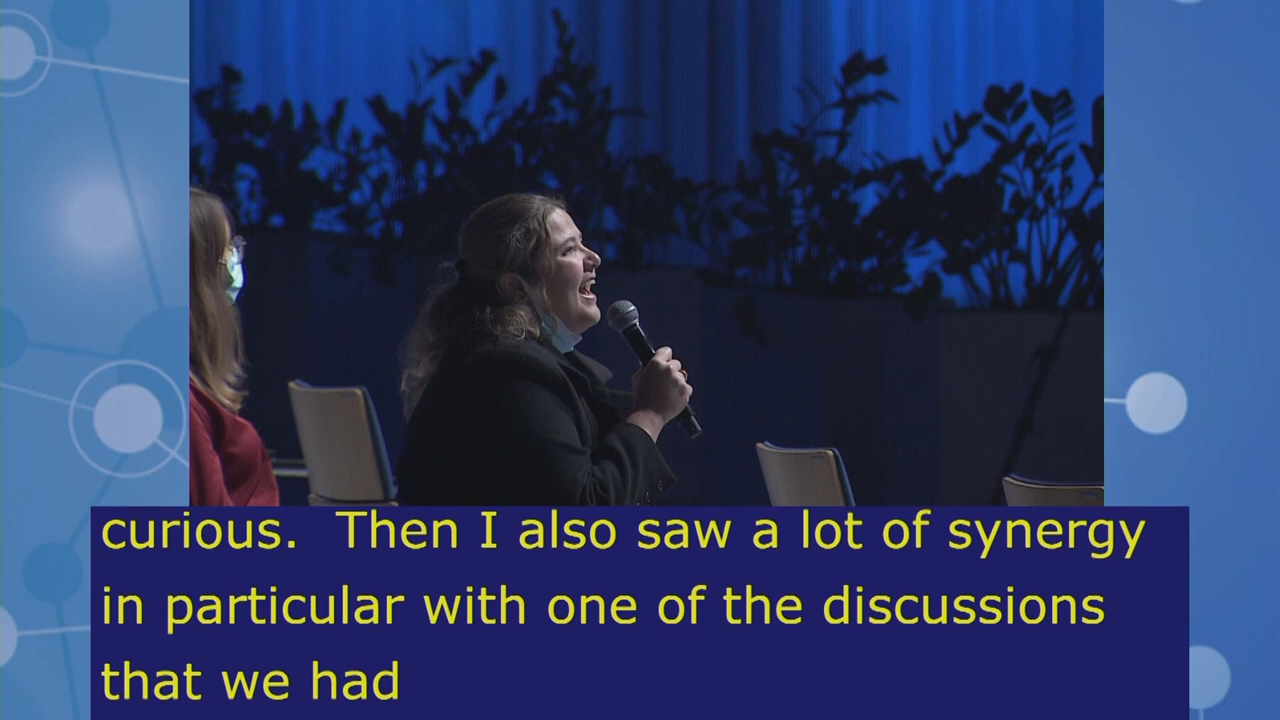 curious.  Then I also saw a lot of synergy
in particular with one of the discussions
that we had